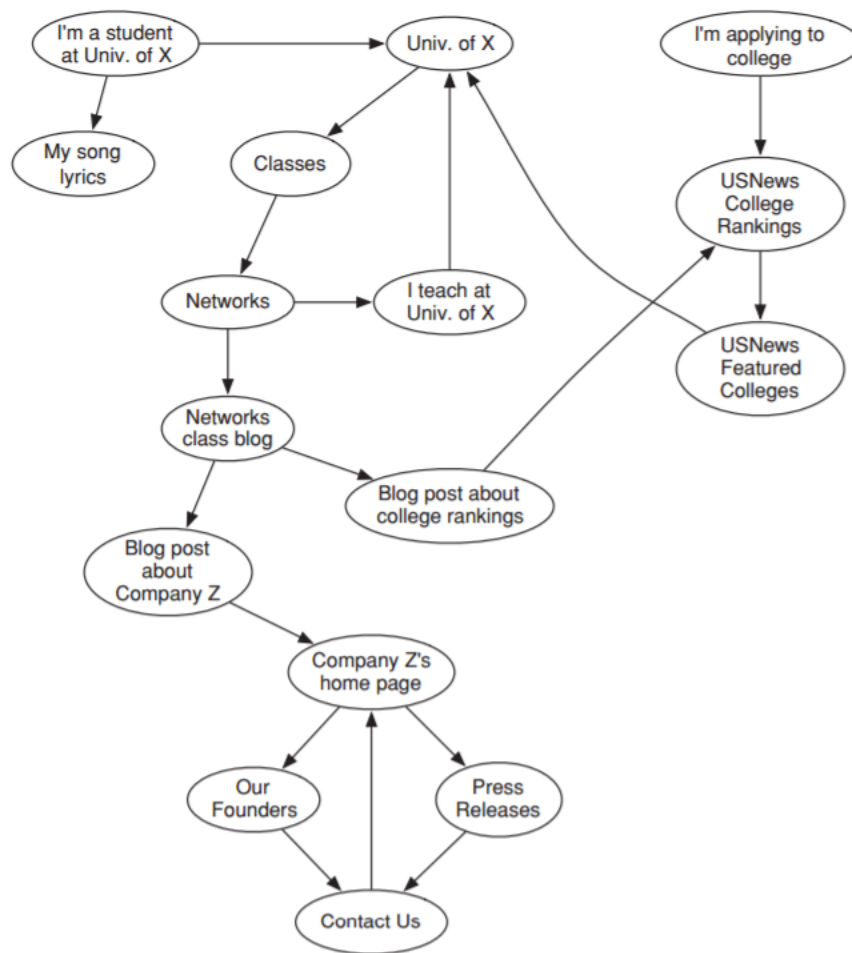 I'm a student
at Univ. of X
Univ. of X
I'm applying to
college
My song
lyrics
Classes
USNews
College
Rankings
Networks
I teach at
Univ. of X
USNews
Featured
Colleges
Networks
class blog
Blog post about
college rankings
Blog post
about
Company Z
Company Z's
home page
Our
Founders
Press
Releases
Contact Us